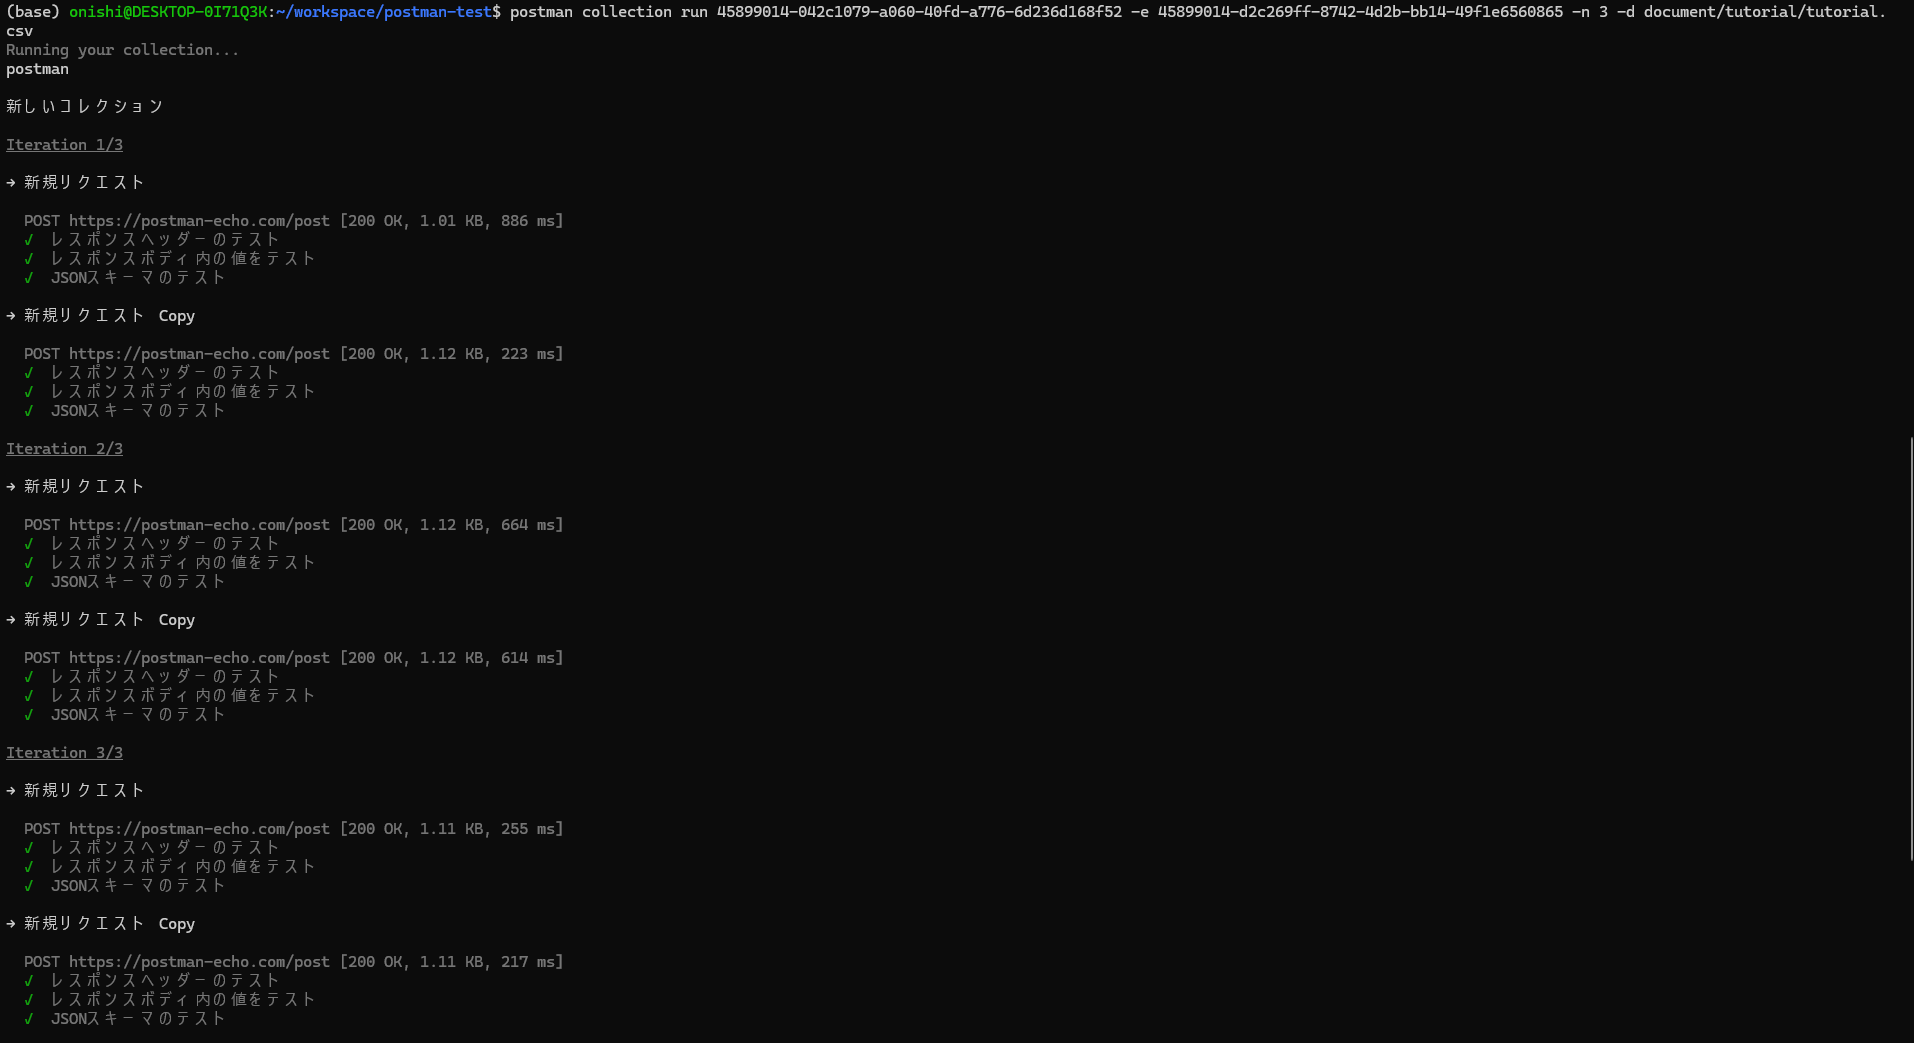 (base) onishi@DESKTOP-0I71Q3K:~/workspace/postman-test$ postman collection run 45899014-042c1079-a060-40fd-a776-6d236d168f52 -e 45899014-d2c269ff-8742-4d2b-bb14-49f1e6560865 -n 3 -d document/tutorial/tutorial.
csv
Running your collection...
postman
新しいコレクション
Iteration 1/3
→ 新規リクエスト
POST https://postman-echo.com/post [200 OK, 1.01 KB, 886 ms]
✓ レスポンスヘッダーのテスト
✓ レスポンスボディ内の値をテスト
✓ JSONスキーマのテスト
→ 新規リクエスト Copy
POST https://postman-echo.com/post [200 OK, 1.12 KB, 223 ms]
✓ レスポンスヘッダーのテスト
✓ レスポンスボディ内の値をテスト
✓ JSONスキーマのテスト
Iteration 2/3
→ 新規リクエスト
POST https://postman-echo.com/post [200 OK, 1.12 KB, 664 ms]
✓ レスポンスヘッダーのテスト
✓ レスポンスボディ内の値をテスト
✓ JSONスキーマのテスト
→ 新規リクエスト Copy
POST https://postman-echo.com/post [200 OK, 1.12 KB, 614 ms]
✓ レスポンスヘッダーのテスト
✓ レスポンスボディ内の値をテスト
✓ JSONスキーマのテスト
Iteration 3/3
→ 新規リクエスト
POST https://postman-echo.com/post [200 OK, 1.11 KB, 255 ms]
✓ レスポンスヘッダーのテスト
✓ レスポンスボディ内の値をテスト
✓ JSONスキーマのテスト
→ 新規リクエスト Copy
POST https://postman-echo.com/post [200 OK, 1.11 KB, 217 ms]
✓ レスポンスヘッダーのテスト
✓ レスポンスボディ内の値をテスト
✓ JSONスキーマのテスト